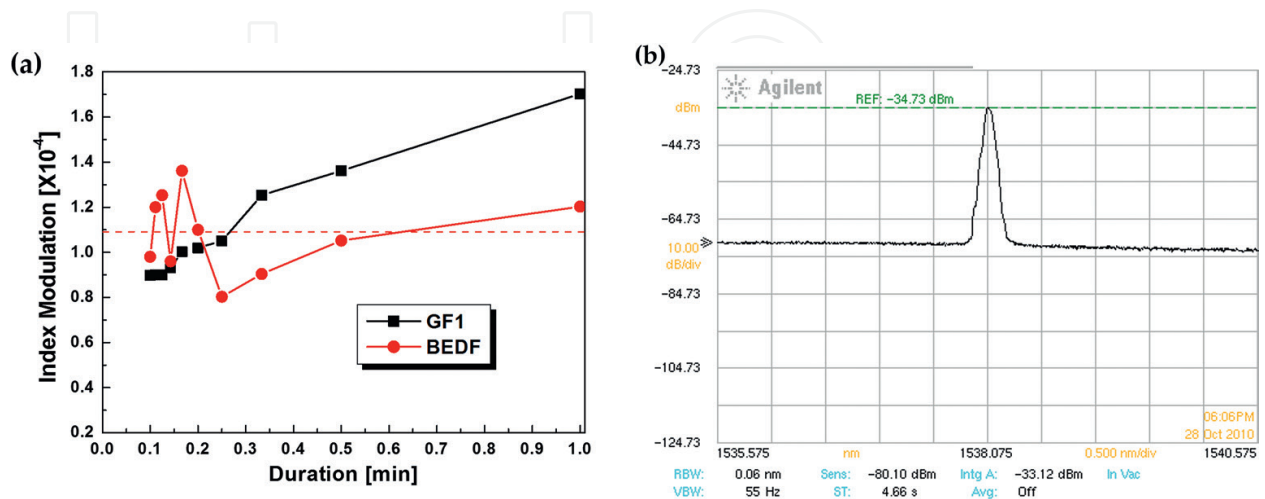 (a)
1.8
1.6
1.4
1.2
1.0
0.8
0.6
0.4
0.2
0.0 0.1 0.2 0.3 0.4 0.5 0.6 0.7 0.8 0.9 1.0
Index Modulation [X10⁻⁴]
Duration [min]
GF1
BEDF
(b)
Agilent
REF: -34.73 dBm
-24.73
dBm
-44.73
-64.73
10.00
dB/div
-84.73
-104.73
-124.73
06:06PM
28 Oct 2010
1535.575 nm 1538.075 0.500 nm/div 1540.575
RBW: 0.06 nm Sens: -80.10 dBm Intg A: -33.12 dBm In Vac
VBW: 55 Hz ST: 4.66 s Avg: Off